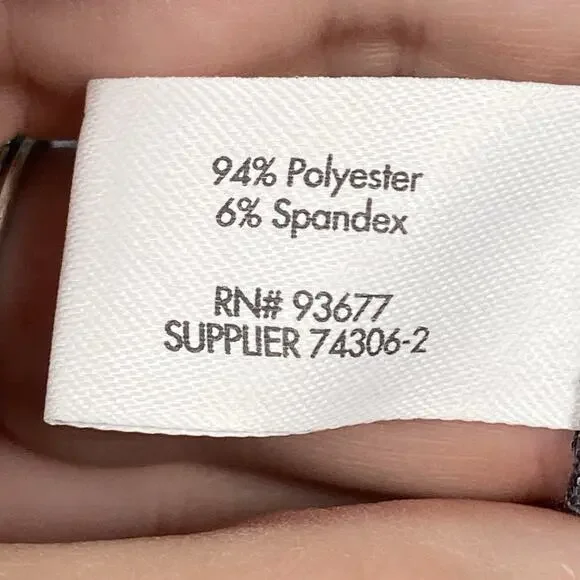 94% Polyester
6% Spandex
RN# 93677
SUPPLIER 74306-2